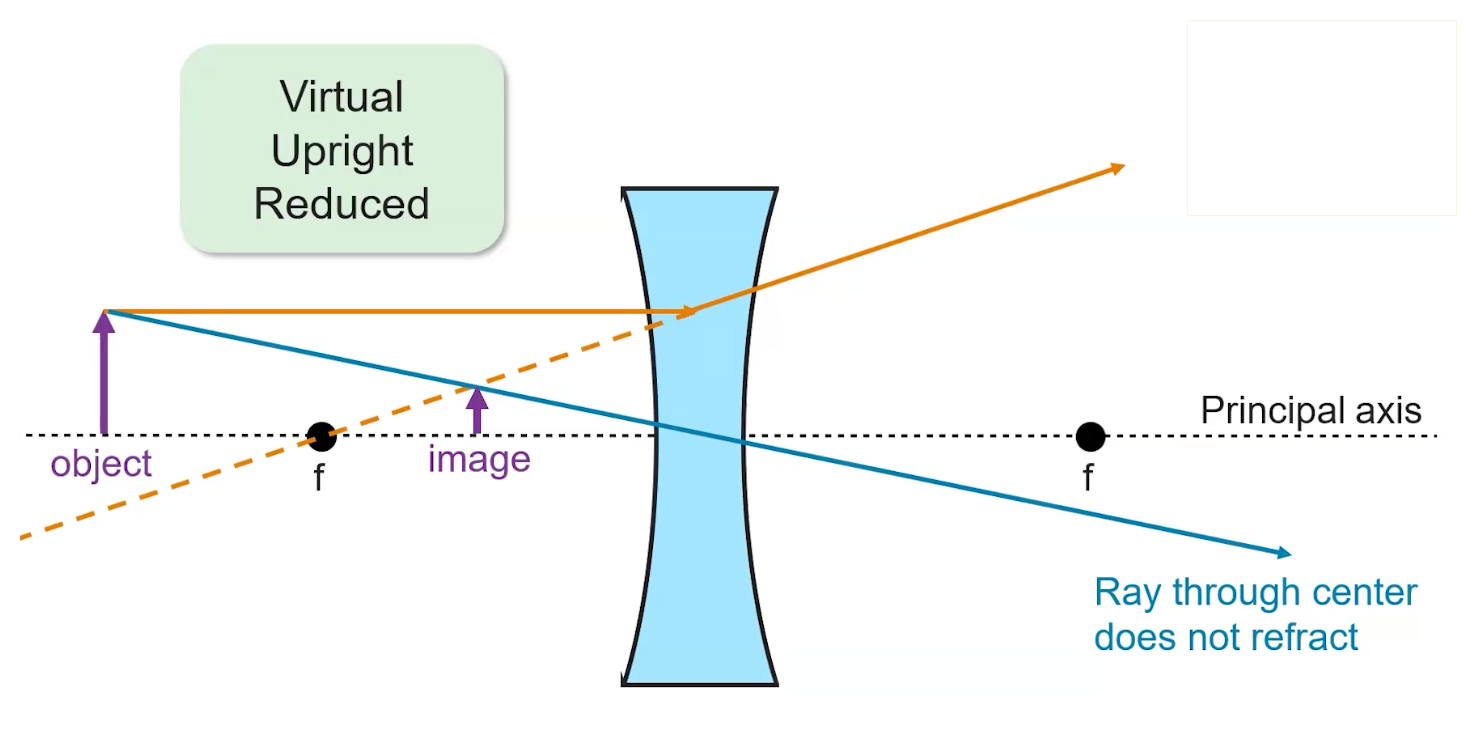 Virtual
Upright
Reduced
Principal axis
object
image
f
f
Ray through center
does not refract